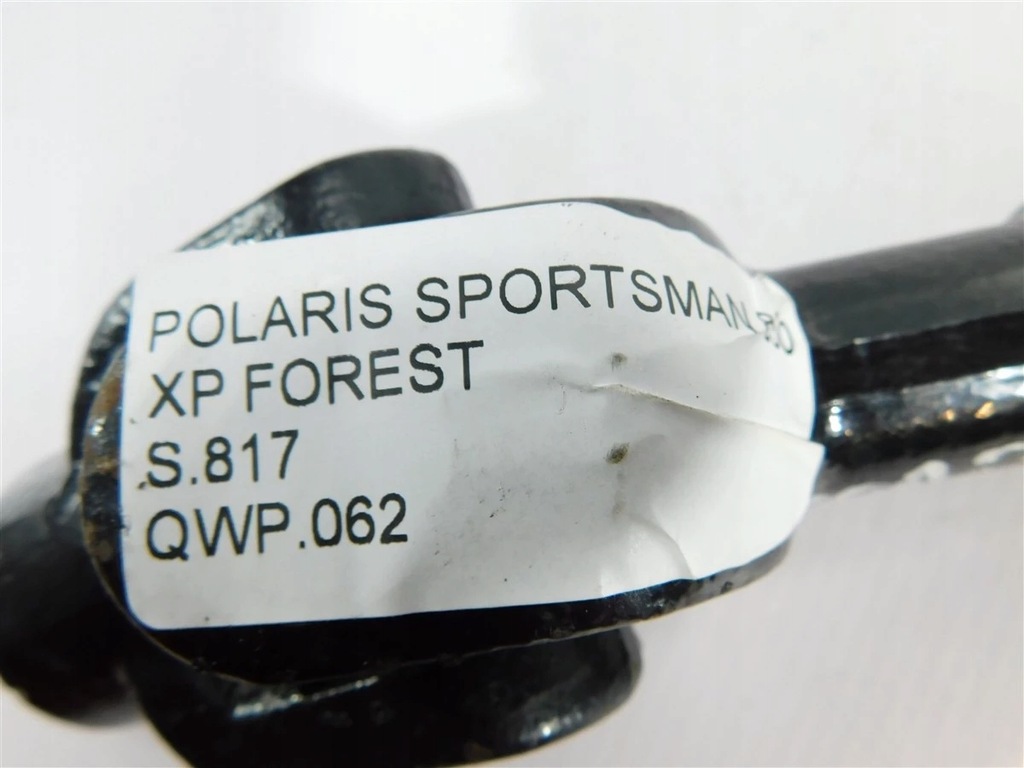 POLARIS SPORTSMAN
XP FOREST
S.817
QWP.062